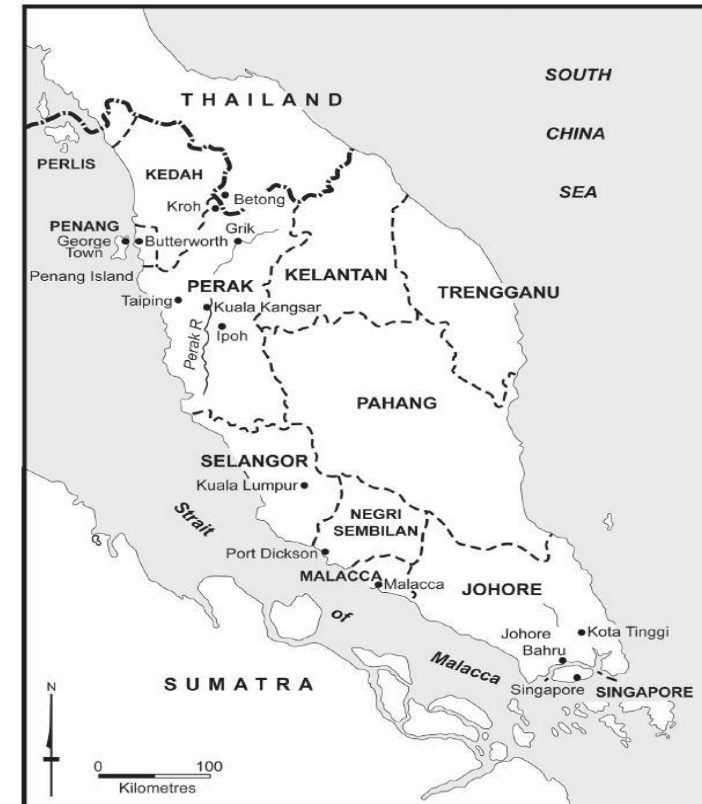 SOUTH
CHINA
SEA
THAILAND
PERLIS
KEDAH
Betong
Kroh
PENANG
George
Town
Butterworth
Grik
Penang Island
PERAK
KELANTAN
TRENGGANU
Taiping
Kuala Kangsar
Ipoh
Perak R
PAHANG
SELANGOR
Kuala Lumpur
Strait
of
Malacca
NEGRI
SEMBILAN
Port Dickson
MALACCA
Malacca
JOHORE
Kota Tinggi
Johore
Bahru
Singapore
SINGAPORE
SUMATRA
N
0 100
Kilometres